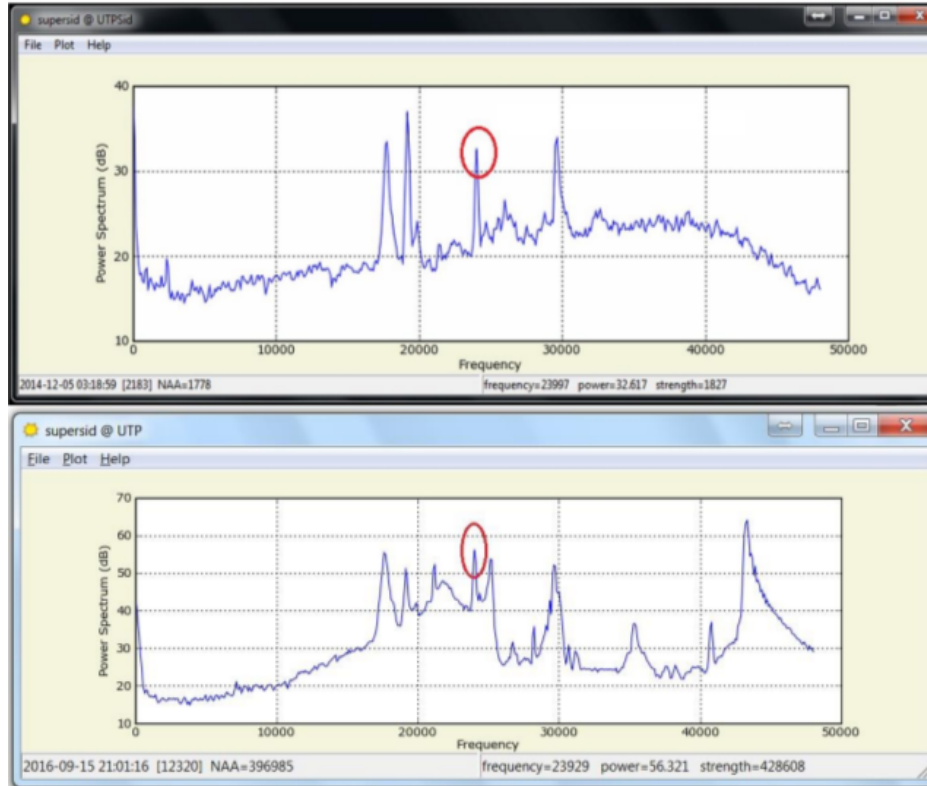 supersid @ UTPSid
File Plot Help
40
30
20
10
Power Spectrum (dB)
0 10000 20000 30000 40000 50000
Frequency
2014-12-05 03:18:59 [2183] NAA=1778 frequency=23997 power=32.617 strength=1827
supersid @ UTP
File Plot Help
70
60
50
40
30
20
10
Power Spectrum (dB)
0 10000 20000 30000 40000 50000
Frequency
2016-09-15 21:01:16 [12320] NAA=396985 frequency=23929 power=56.321 strength=428608